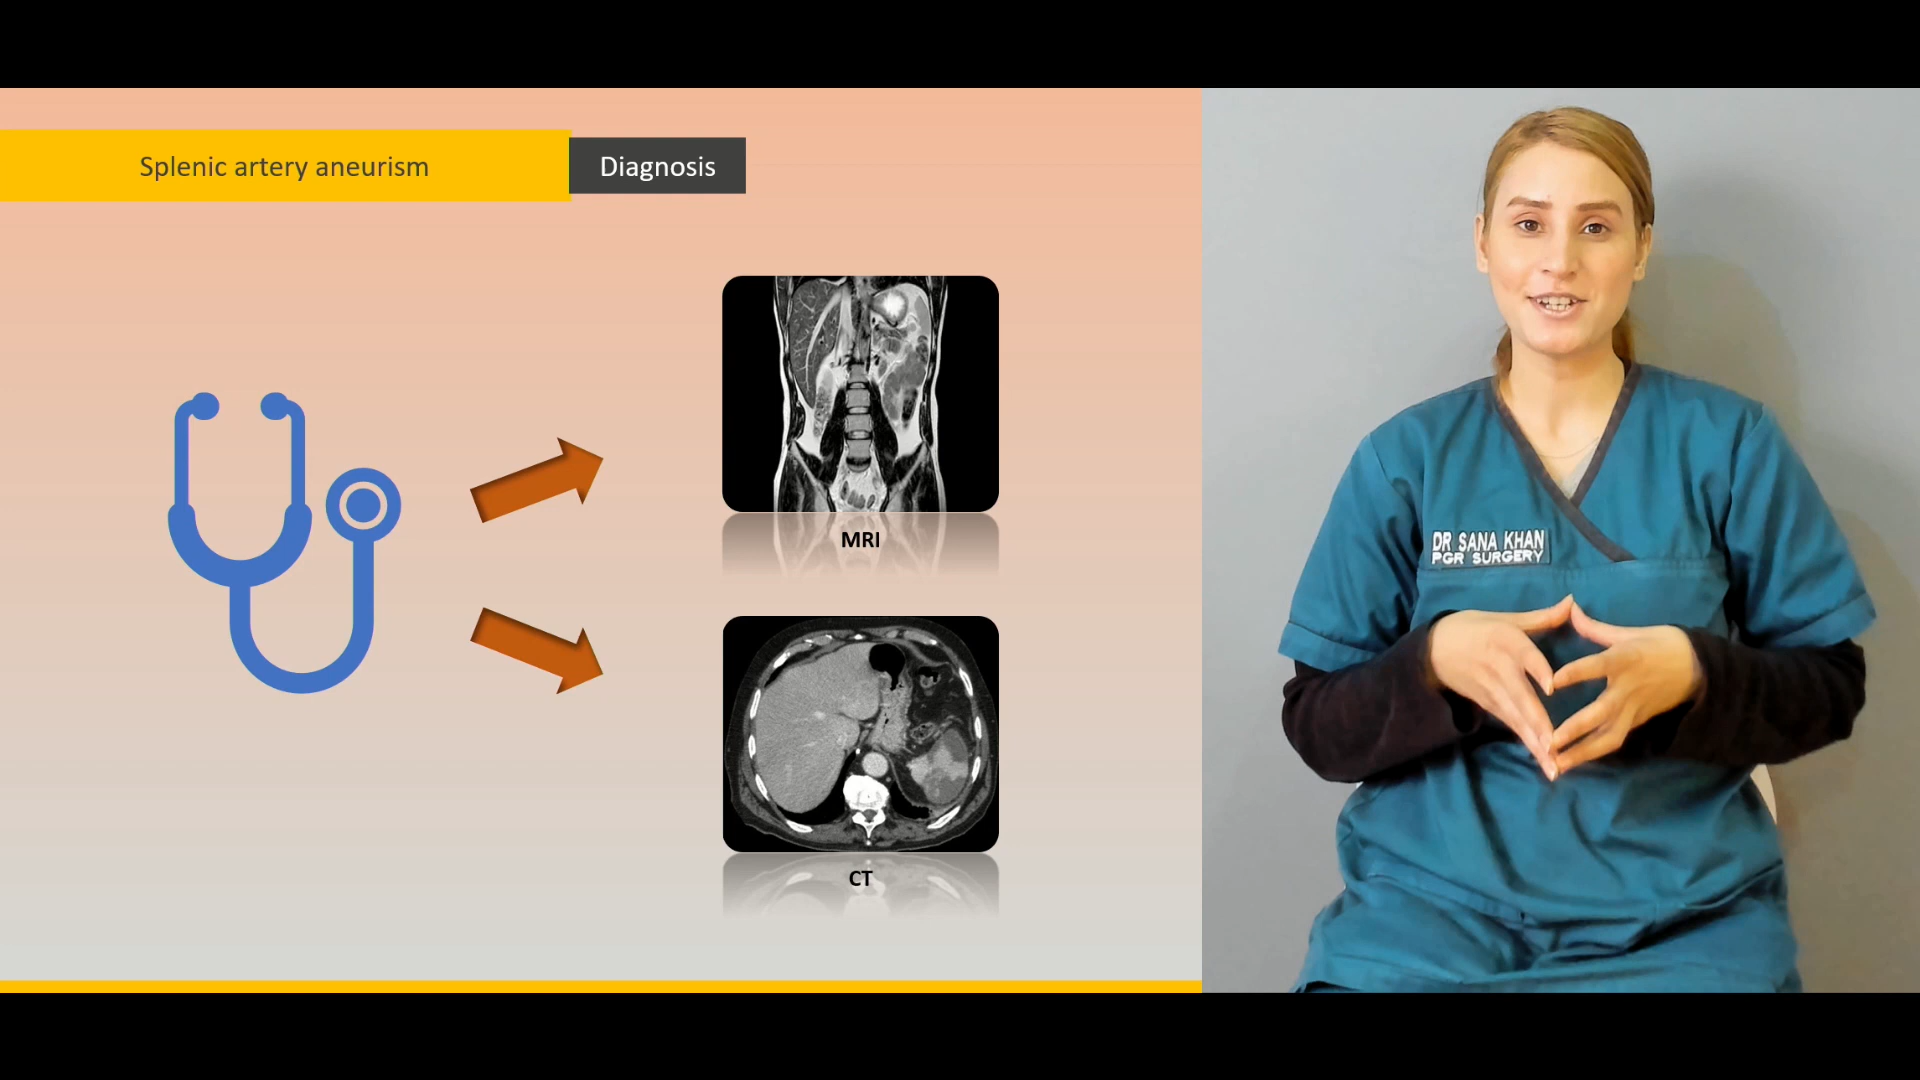 Splenic artery aneurism
Diagnosis
MRI
CT
DR SANA KHAN
PGR SURGERY